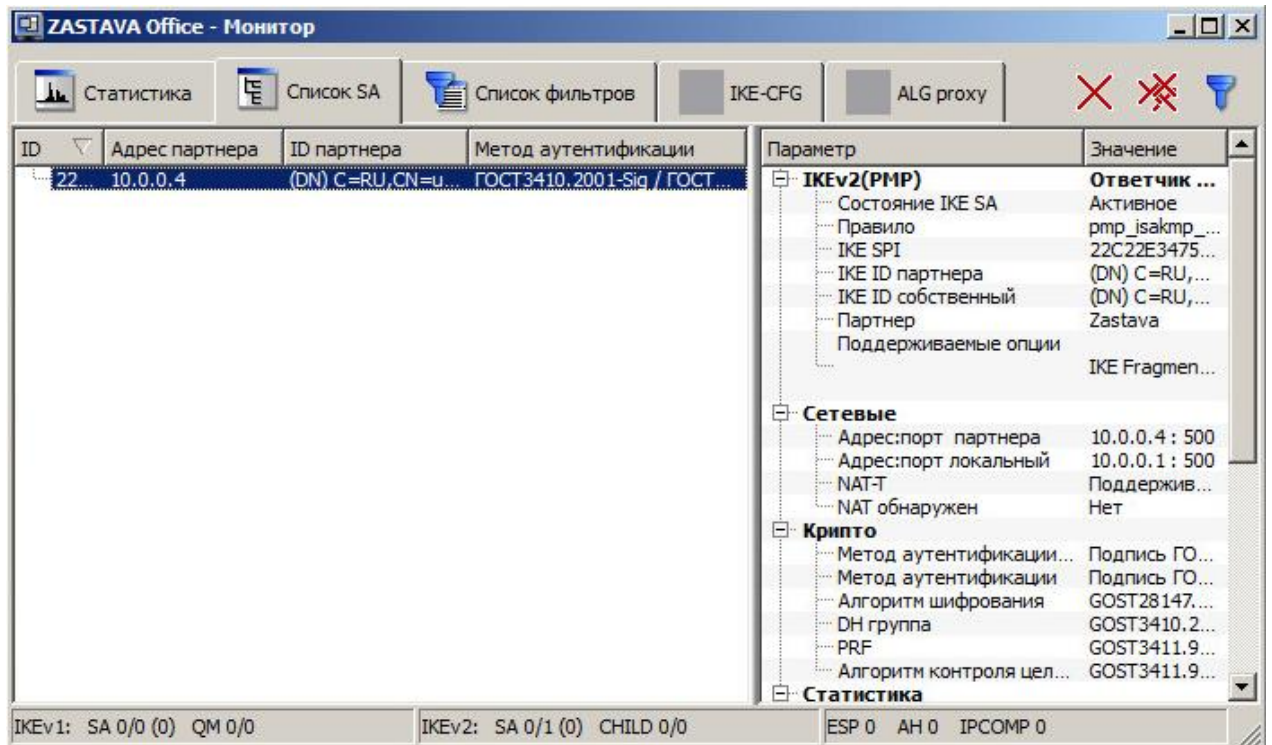 ZASTAVA Office - Монитор
Статистика Список SA Список фильтров IKE-CFG ALG proxy
ID Адрес партнера ID партнера Метод аутентификации
22... 10.0.0.4 (DN) C=RU,CN=u... ГОСТ3410.2001-Sig / ГОСТ...
Параметр Значение
IKEv2(PMP) Ответчик ...
Состояние IKE SA Активное
Правило pmp_isakmp_...
IKE SPI 22C22E3475...
IKE ID партнера (DN) C=RU,...
IKE ID собственный (DN) C=RU,...
Партнер Zastava
Поддерживаемые опции
IKE Fragmen...
Сетевые
Адрес:порт партнера 10.0.0.4 : 500
Адрес:порт локальный 10.0.0.1 : 500
NAT-T Поддержив...
NAT обнаружен Нет
Крипто
Метод аутентификации... Подпись ГО...
Метод аутентификации Подпись ГО...
Алгоритм шифрования GOST28147....
DH группа GOST3410.2...
PRF GOST3411.9...
Алгоритм контроля цел... GOST3411.9...
Статистика
IKEv1: SA 0/0 (0) QM 0/0 IKEv2: SA 0/1 (0) CHILD 0/0 ESP 0 AH 0 IPCOMP 0